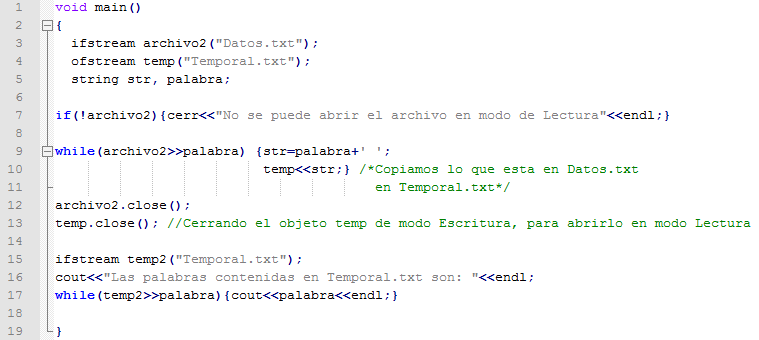 1 void main()
2 {
3 ifstream archivo2("Datos.txt");
4 ofstream temp("Temporal.txt");
5 string str, palabra;
6
7 if(!archivo2){cerr<<"No se puede abrir el archivo en modo de Lectura"<<endl;}
8
9 while(archivo2>>palabra) {str=palabra+' ';
10 temp<<str;} /*Copiamos lo que esta en Datos.txt
11 en Temporal.txt*/
12 archivo2.close();
13 temp.close(); //Cerrando el objeto temp de modo Escritura, para abrirlo en modo Lectura
14
15 ifstream temp2("Temporal.txt");
16 cout<<"Las palabras contenidas en Temporal.txt son: "<<endl;
17 while(temp2>>palabra){cout<<palabra<<endl;}
18
19 }